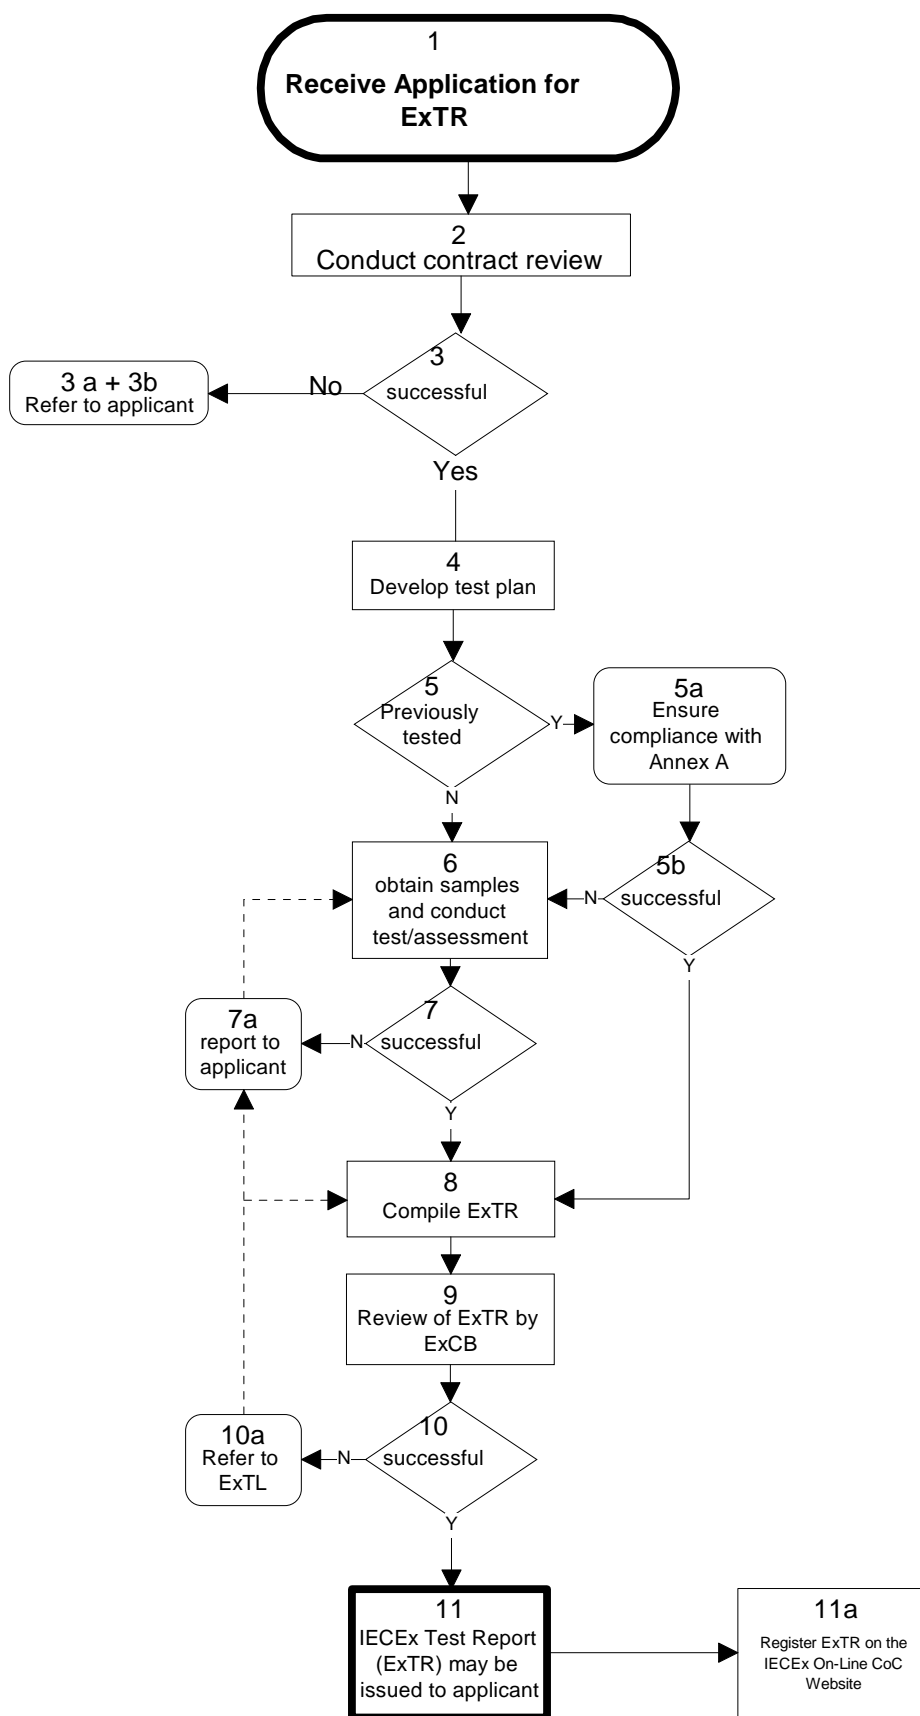 1
Receive Application for
ExTR
2
Conduct contract review
3
successful
No
3 a + 3b
Refer to applicant
Yes
4
Develop test plan
5
Previously
tested
Y
5a
Ensure
compliance with
Annex A
N
5b
successful
N
Y
6
obtain samples
and conduct
test/assessment
7
successful
N
7a
report to
applicant
Y
8
Compile ExTR
9
Review of ExTR by
ExCB
10
successful
N
10a
Refer to
ExTL
Y
11
IECEx Test Report
(ExTR) may be
issued to applicant
11a
Register ExTR on the
IECEx On-Line CoC
Website